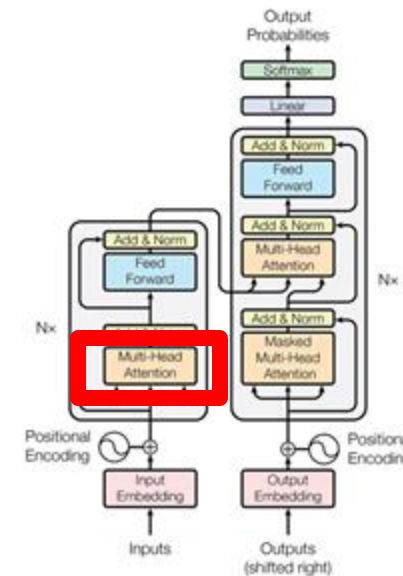 Output
Probabilities
Softmax
Linear
Add & Norm
Feed
Forward
Add & Norm
Multi-Head
Attention
Add & Norm
Masked
Multi-Head
Attention
Nx
Add & Norm
Feed
Forward
Nx
Multi-Head
Attention
Positional
Encoding
Input
Embedding
Inputs
Position
Encodin
Output
Embedding
Outputs
(shifted right)